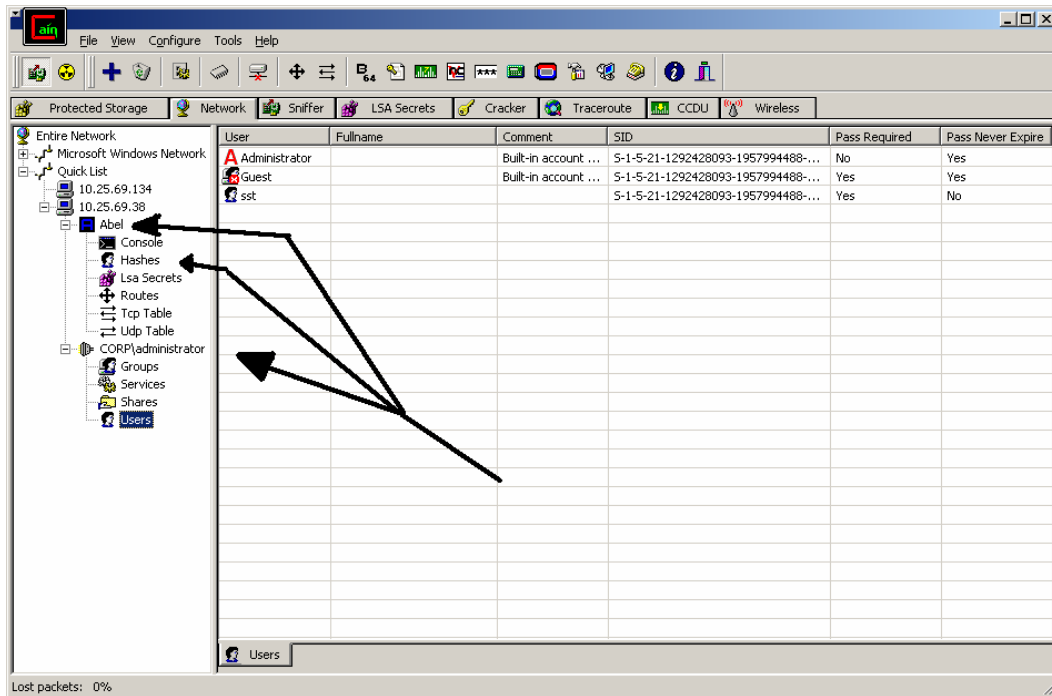 Cain
File View Configure Tools Help
B64 ***
Protected Storage Network Sniffer LSA Secrets Cracker Traceroute CCDU Wireless
Entire Network
Microsoft Windows Network
Quick List
10.25.69.134
10.25.69.38
Abel
Console
Hashes
Lsa Secrets
Routes
Tcp Table
Udp Table
CORP\administrator
Groups
Services
Shares
Users
User Fullname Comment SID Pass Required Pass Never Expire
Administrator Built-in account ... S-1-5-21-1292428093-1957994488-... No Yes
Guest Built-in account ... S-1-5-21-1292428093-1957994488-... Yes Yes
sst S-1-5-21-1292428093-1957994488-... Yes No
Users
Lost packets: 0%